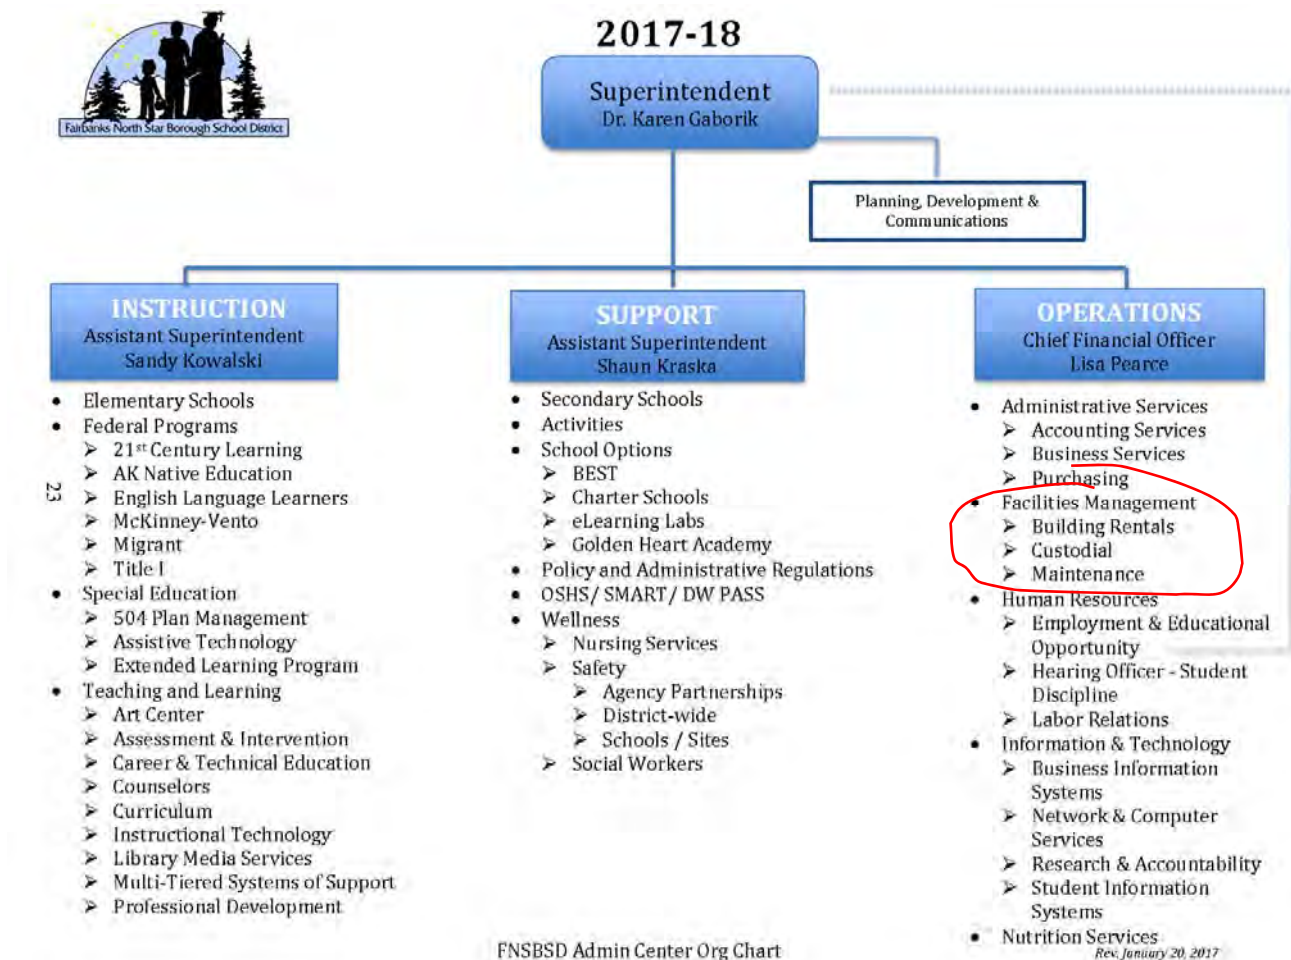 2017-18
Fairbanks North Star Borough School District
Superintendent
Dr. Karen Gaborik
Planning, Development &
Communications
INSTRUCTION
Assistant Superintendent
Sandy Kowalski
• Elementary Schools
• Federal Programs
➢ 21st Century Learning
➢ AK Native Education
➢ English Language Learners
➢ McKinney-Vento
➢ Migrant
➢ Title I
• Special Education
➢ 504 Plan Management
➢ Assistive Technology
➢ Extended Learning Program
• Teaching and Learning
➢ Art Center
➢ Assessment & Intervention
➢ Career & Technical Education
➢ Counselors
➢ Curriculum
➢ Instructional Technology
➢ Library Media Services
➢ Multi-Tiered Systems of Support
➢ Professional Development
23
SUPPORT
Assistant Superintendent
Shaun Kraska
• Secondary Schools
• Activities
• School Options
➢ BEST
➢ Charter Schools
➢ eLearning Labs
➢ Golden Heart Academy
• Policy and Administrative Regulations
• OSHS/ SMART/ DW PASS
• Wellness
➢ Nursing Services
➢ Safety
➢ Agency Partnerships
➢ District-wide
➢ Schools / Sites
➢ Social Workers
OPERATIONS
Chief Financial Officer
Lisa Pearce
• Administrative Services
➢ Accounting Services
➢ Business Services
➢ Purchasing
• Facilities Management
➢ Building Rentals
➢ Custodial
➢ Maintenance
• Human Resources
➢ Employment & Educational
Opportunity
➢ Hearing Officer - Student
Discipline
➢ Labor Relations
• Information & Technology
➢ Business Information
Systems
➢ Network & Computer
Services
➢ Research & Accountability
➢ Student Information
Systems
• Nutrition Services
FNSBSD Admin Center Org Chart
Rev. January 20, 2017